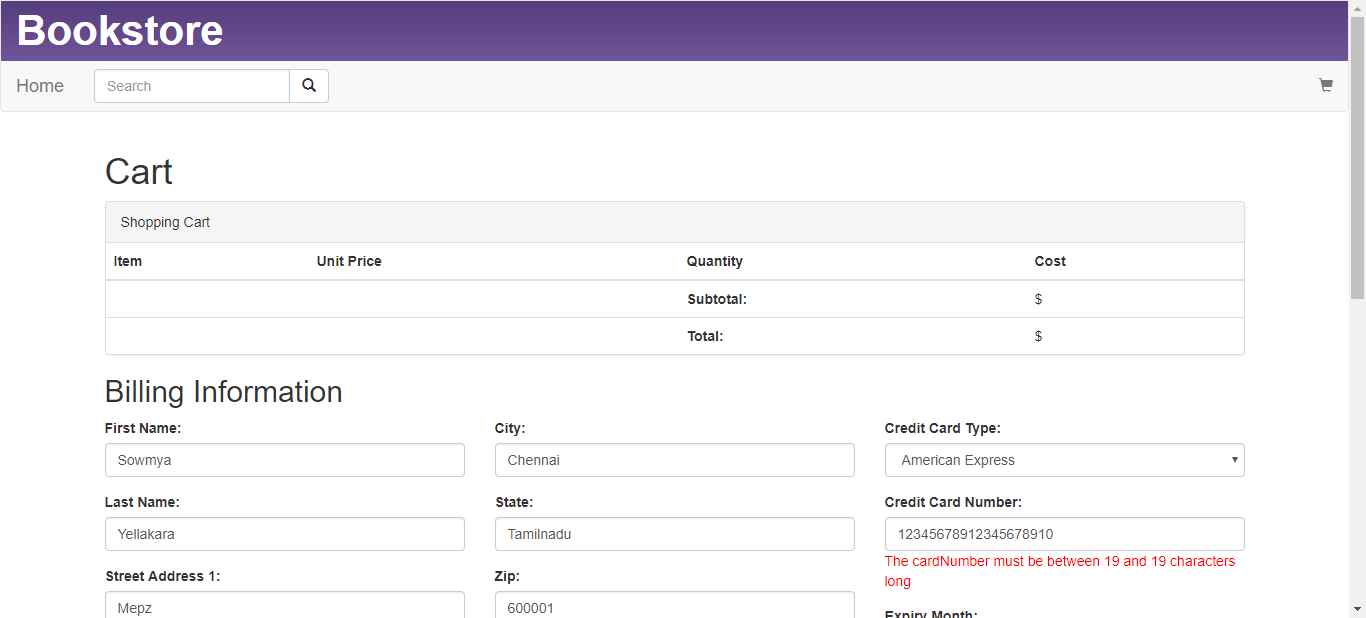 Bookstore
Home
Search
Cart
Shopping Cart
Item Unit Price Quantity Cost
Subtotal: $
Total: $
Billing Information
First Name: City: Credit Card Type:
Sowmya Chennai American Express
Last Name: State: Credit Card Number:
Yellakara Tamilnadu 12345678912345678910
The cardNumber must be between 19 and 19 characters
long
Street Address 1: Zip:
Mepz 600001
Expiry Month: